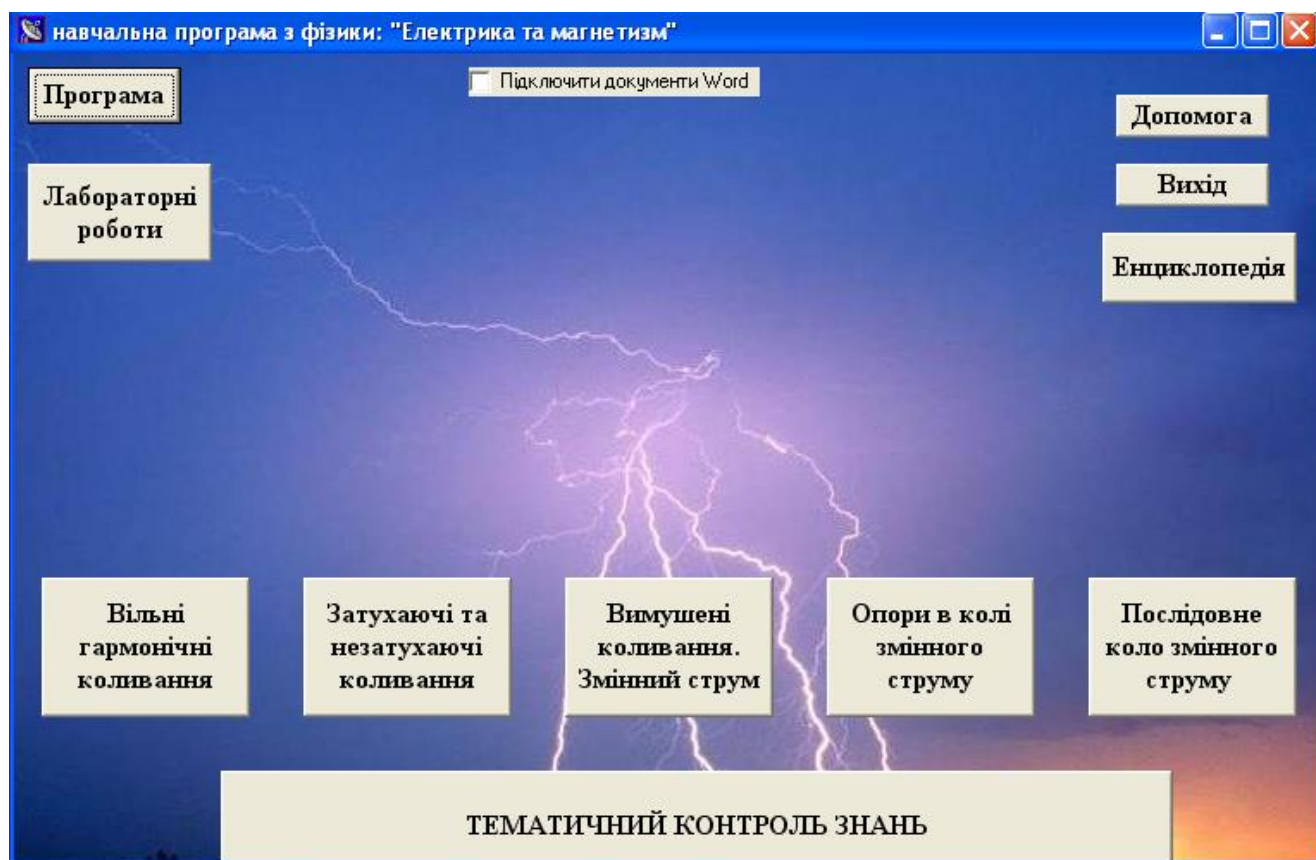 навчальна програма з фізики: "Електрика та магнетизм"
Програма
Підключити документи Word
Допомога
Лабораторні
роботи
Вихід
Енциклопедія
Вільні
гармонічні
коливання
Затухаючі та
незатухаючі
коливання
Вимушені
коливання.
Змінний струм
Опори в колі
змінного
струму
Послідовне
коло змінного
струму
ТЕМАТИЧНИЙ КОНТРОЛЬ ЗНАНЬ